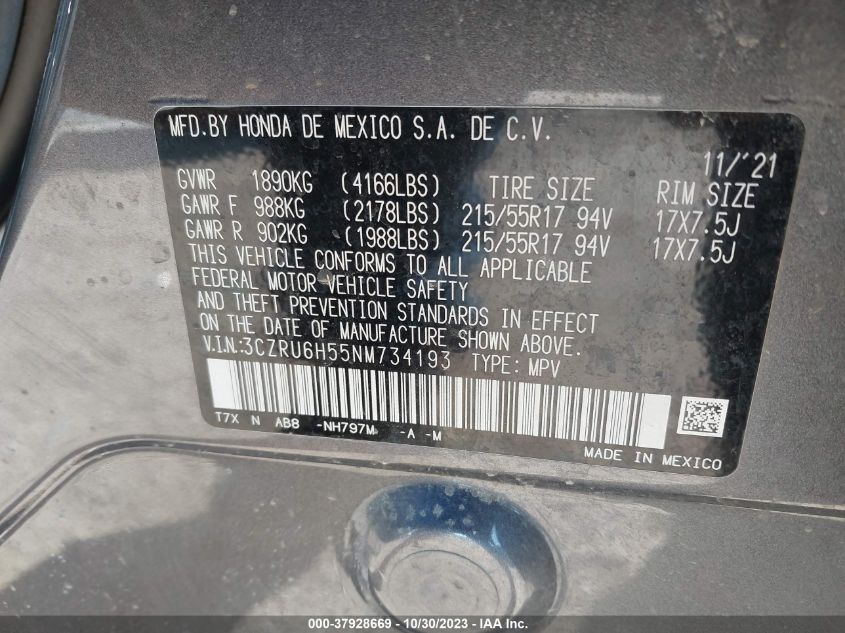 MFD.BY HONDA DE MEXICO S.A. DE C.V.
11/'21
GVWR 1890KG (4166LBS) TIRE SIZE RIM SIZE
GAWR F 988KG (2178LBS) 215/55R17 94V 17X7.5J
GAWR R 902KG (1988LBS) 215/55R17 94V 17X7.5J
THIS VEHICLE CONFORMS TO ALL APPLICABLE
FEDERAL MOTOR VEHICLE SAFETY
AND THEFT PREVENTION STANDARDS IN EFFECT
ON THE DATE OF MANUFACTURE SHOWN ABOVE.
V.I.N.:3CZRU6H55NM734193 TYPE: MPV
T7X N AB8 -NH797M -A -M
MADE IN MEXICO
000-37928669 - 10/30/2023 - IAA Inc.